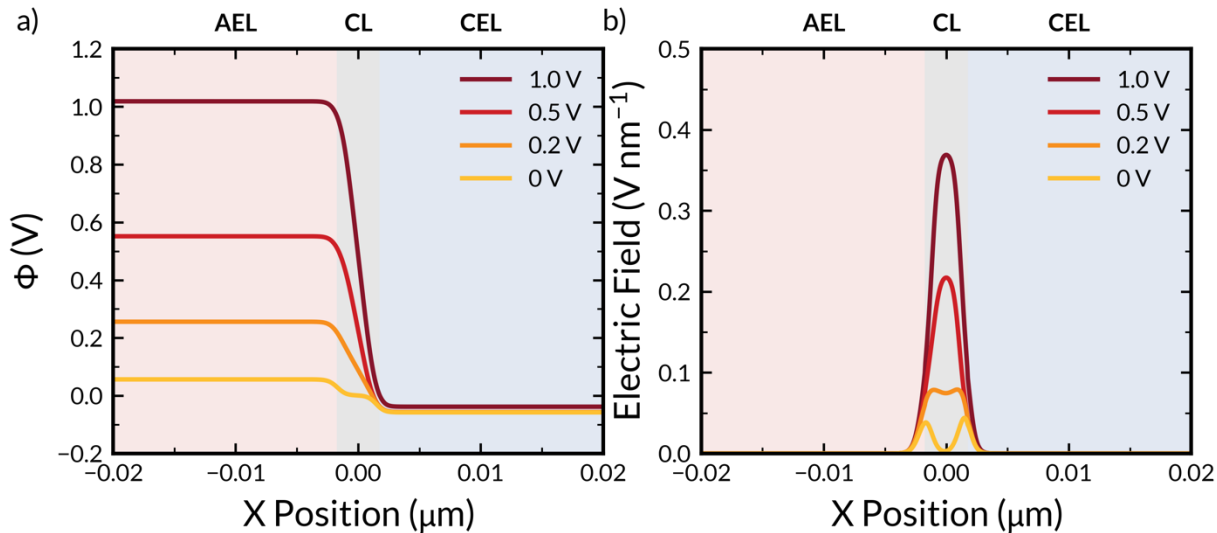 a)
AEL CL CEL
1.2
1.0
0.8
0.6
0.4
0.2
0.0
−0.2
Φ (V)
1.0 V
0.5 V
0.2 V
0 V
−0.02 −0.01 0.00 0.01 0.02
X Position (μm)
b)
AEL CL CEL
0.5
0.4
0.3
0.2
0.1
0.0
Electric Field (V nm⁻¹)
1.0 V
0.5 V
0.2 V
0 V
−0.02 −0.01 0.00 0.01 0.02
X Position (μm)